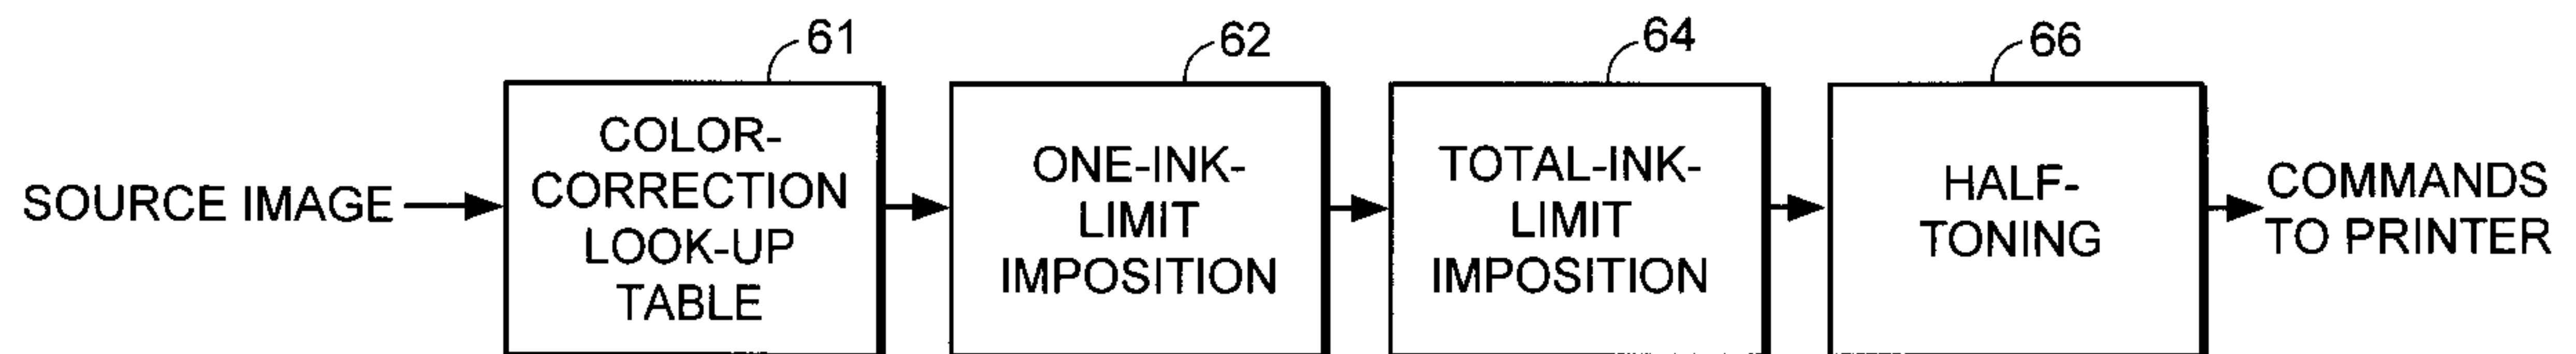 61
62
64
66
SOURCE IMAGE
COLOR-
CORRECTION
LOOK-UP
TABLE
ONE-INK-
LIMIT
IMPOSITION
TOTAL-INK-
LIMIT
IMPOSITION
HALF-
TONING
COMMANDS
TO PRINTER